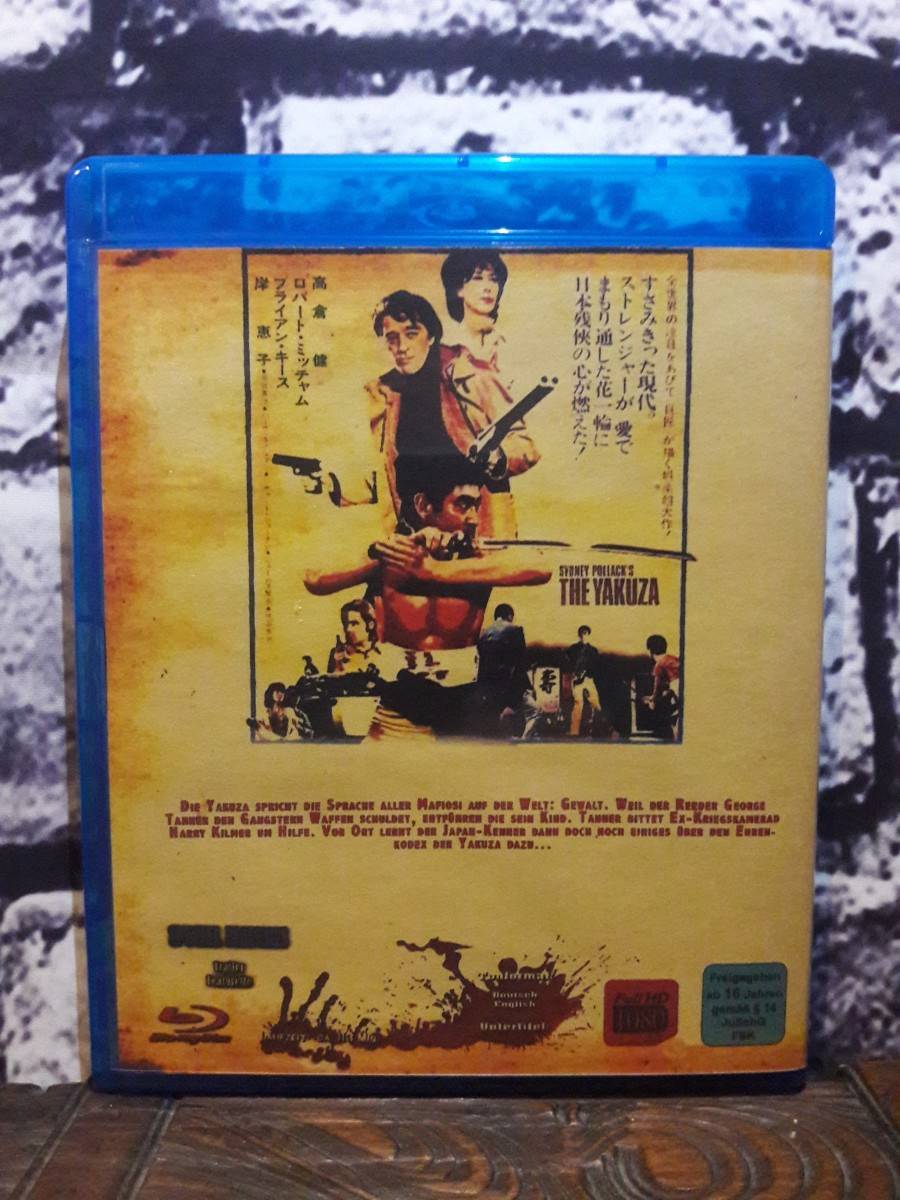 高倉健
ロバート・ミッチャム
ブライアン・キース
岸恵子
すさみきった現代。
ストレンジャーが愛で
まもり通した花一輪に
日本残侠の心が燃えた!
SYDNEY POLLACK'S
THE YAKUZA
寿
Die Yakuza spricht die Sprache aller Mafiosi auf der Welt: Gewalt. Weil der Reeder George
Tanner den Gangstern Waffen schuldet, entführen die sein Kind. Tanner bittet Ex-Kriegskamerad
Harry Kilmer um Hilfe. Vor Ort lernt der Japan-Kenner dann doch noch einiges über den Ehren-
kodex der Yakuza dazu...
Trailer
Tonformat
Deutsch
English
Untertitel
Full HD
1080
Freigegeben
ab 16 Jahren
gemäß § 14
JuSchG
FSK